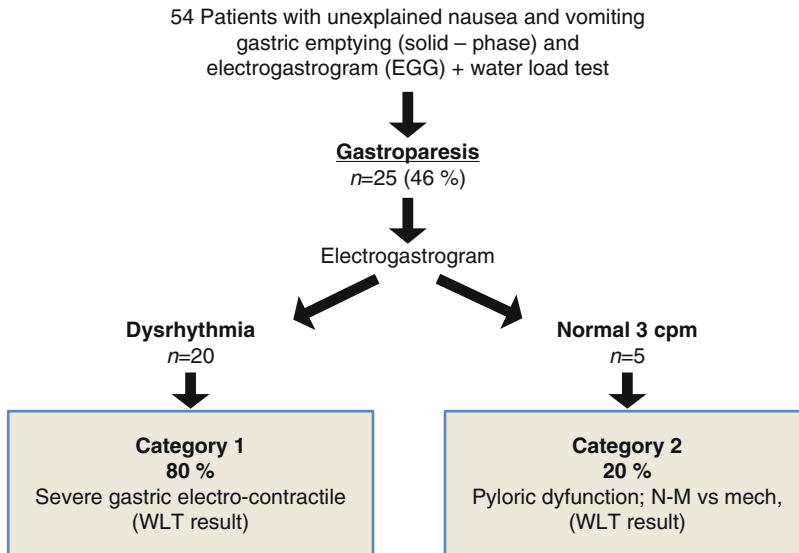 54 Patients with unexplained nausea and vomiting
gastric emptying (solid – phase) and
electrogastrogram (EGG) + water load test
Gastroparesis
n=25 (46 %)
Electrogastrogram
Dysrhythmia
n=20
Normal 3 cpm
n=5
Category 1
80 %
Severe gastric electro-contractile
(WLT result)
Category 2
20 %
Pyloric dyfunction; N-M vs mech,
(WLT result)